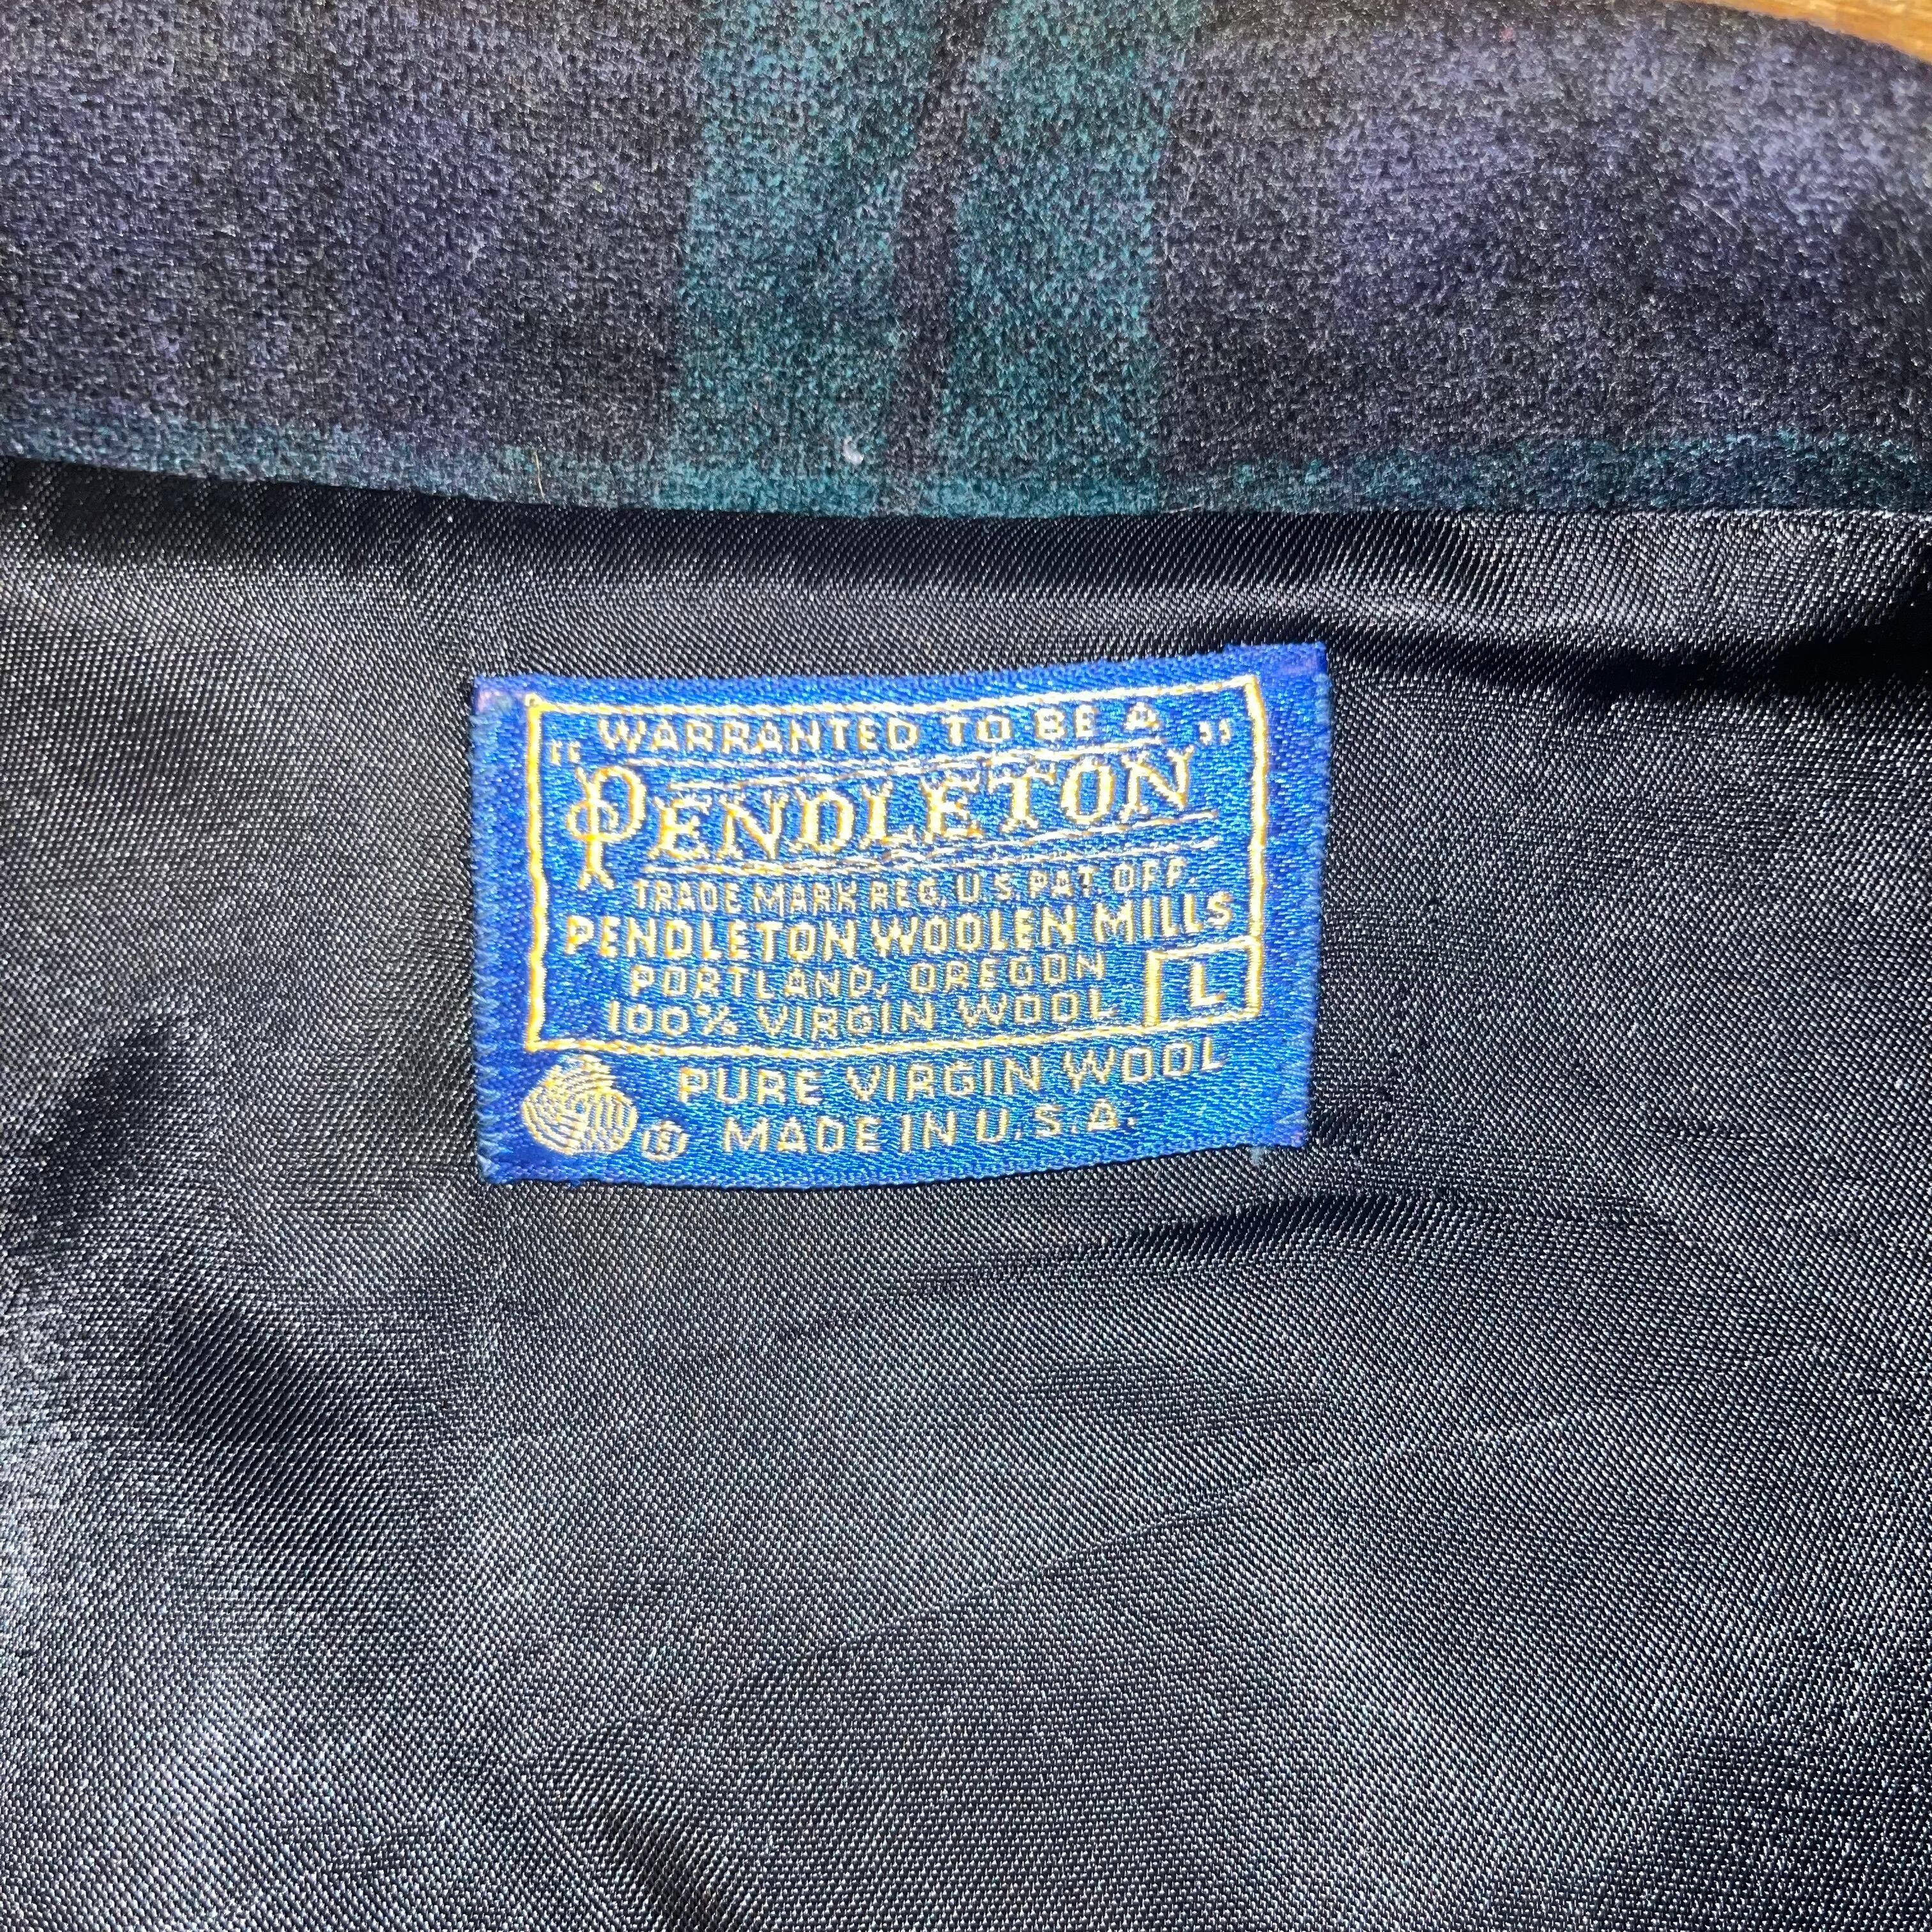 WARRANTED TO BE A
"PENDLETON"
TRADE MARK REG. U.S. PAT. OFF.
PENDLETON WOOLEN MILLS
PORTLAND, OREGON
100% VIRGIN WOOL L
PURE VIRGIN WOOL
® MADE IN U.S.A.